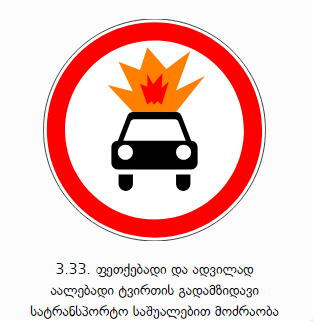 3.33. ფეთქებადი და ადვილად
აალებადი ტვირთის გადამზიდავი
სატრანსპორტო საშუალებით მოძრაობა